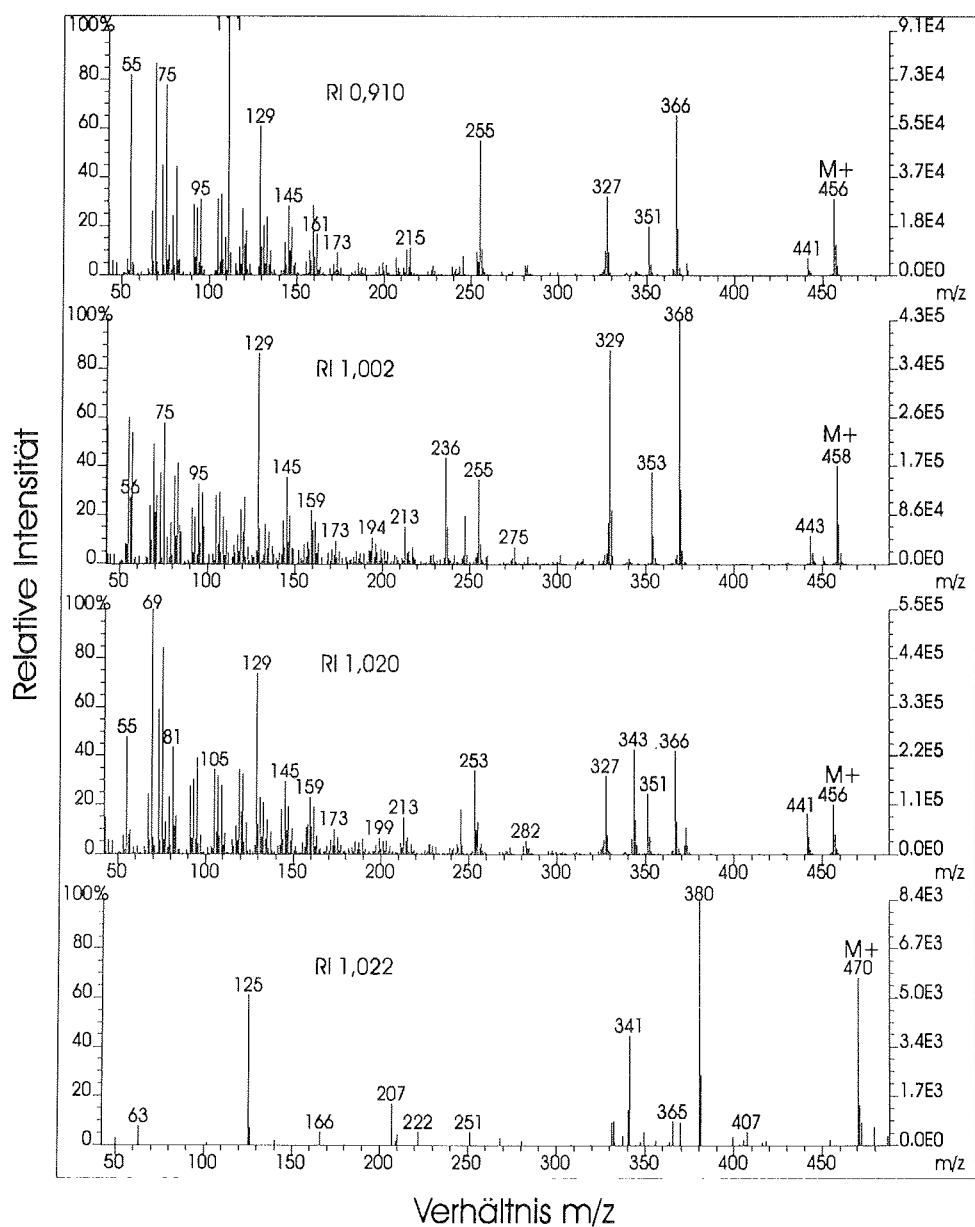 100%
111
9.1E4
55
75
RI 0,910
80
7.3E4
129
366
60
255
5.5E4
M+
40
3.7E4
95
145
327
456
20
161
351
1.8E4
173
215
441
0
0.0E0
50 100 150 200 250 300 350 400 450
m/z
100%
368
4.3E5
129
RI 1,002
329
80
3.4E5
75
60
2.6E5
M+
236
458
40
1.7E5
56
95
145
255
353
20
159
8.6E4
173
194
213
275
443
0
0.0E0
50 100 150 200 250 300 350 400 450
m/z
100%
69
5.5E5
129
RI 1,020
80
4.4E5
60
3.3E5
55
81
343
.366
40
105
253
2.2E5
M+
145
327
351
441
456
20
159
1.1E5
173
199
213
282
0
0.0E0
50 100 150 200 250 300 350 400 450
m/z
100%
380
8.4E3
RI 1,022
M+
80
6.7E3
125
470
60
5.0E3
341
40
3.4E3
207
20
1.7E3
63
166
222
251
365
407
0
0.0E0
50 100 150 200 250 300 350 400 450
m/z
Relative Intensität
Verhältnis m/z